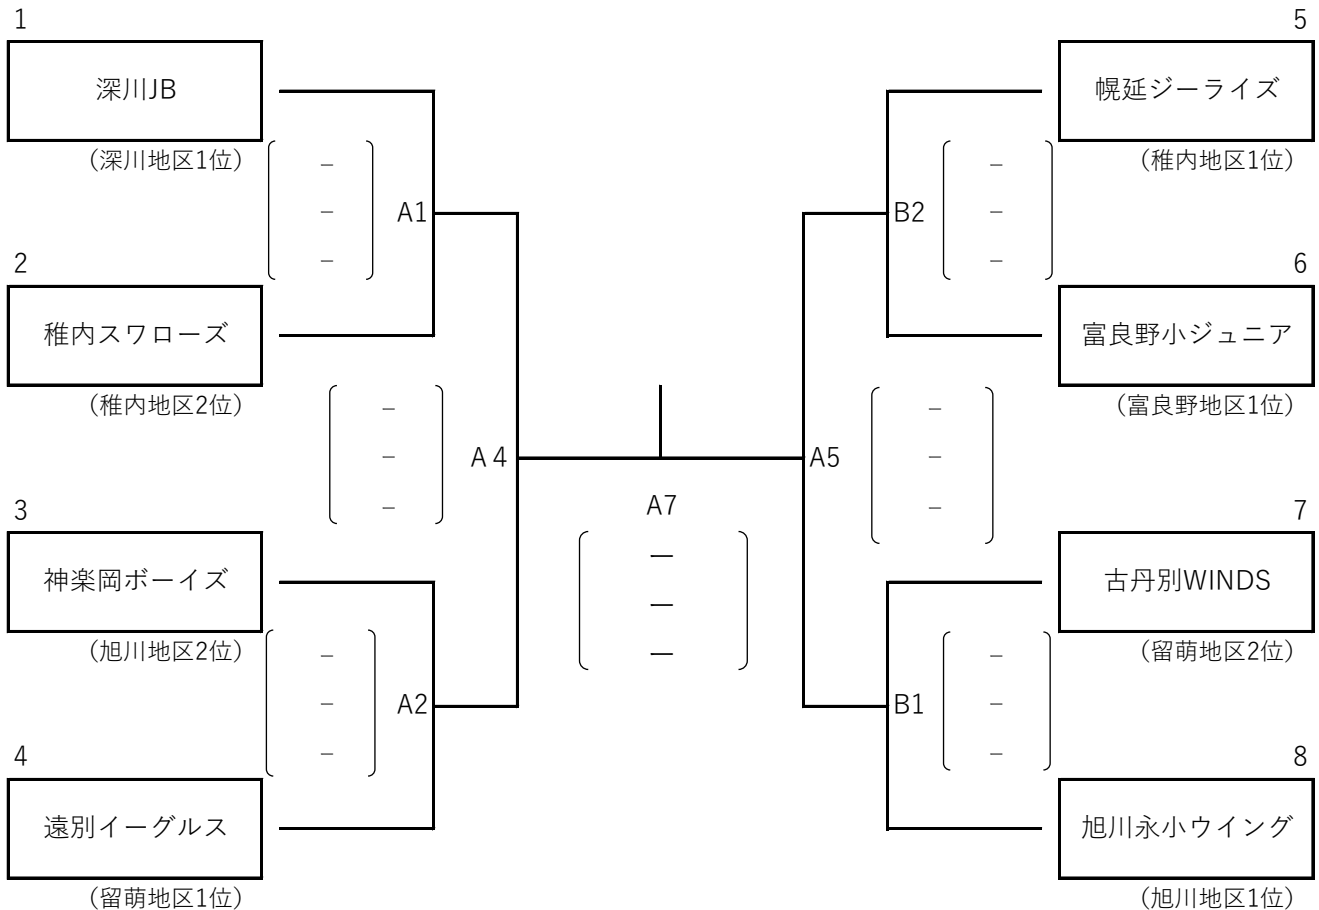 1
深川JB
（深川地区1位）
－
－
－
A1
2
稚内スワローズ
（稚内地区2位）
－
－
－
A 4
3
神楽岡ボーイズ
（旭川地区2位）
－
－
－
A2
4
遠別イーグルス
（留萌地区1位）
A7
―
―
―
5
幌延ジーライズ
（稚内地区1位）
B2
－
－
－
6
富良野小ジュニア
（富良野地区1位）
A5
－
－
－
7
古丹別WINDS
（留萌地区2位）
B1
－
－
－
8
旭川永小ウイング
（旭川地区1位）